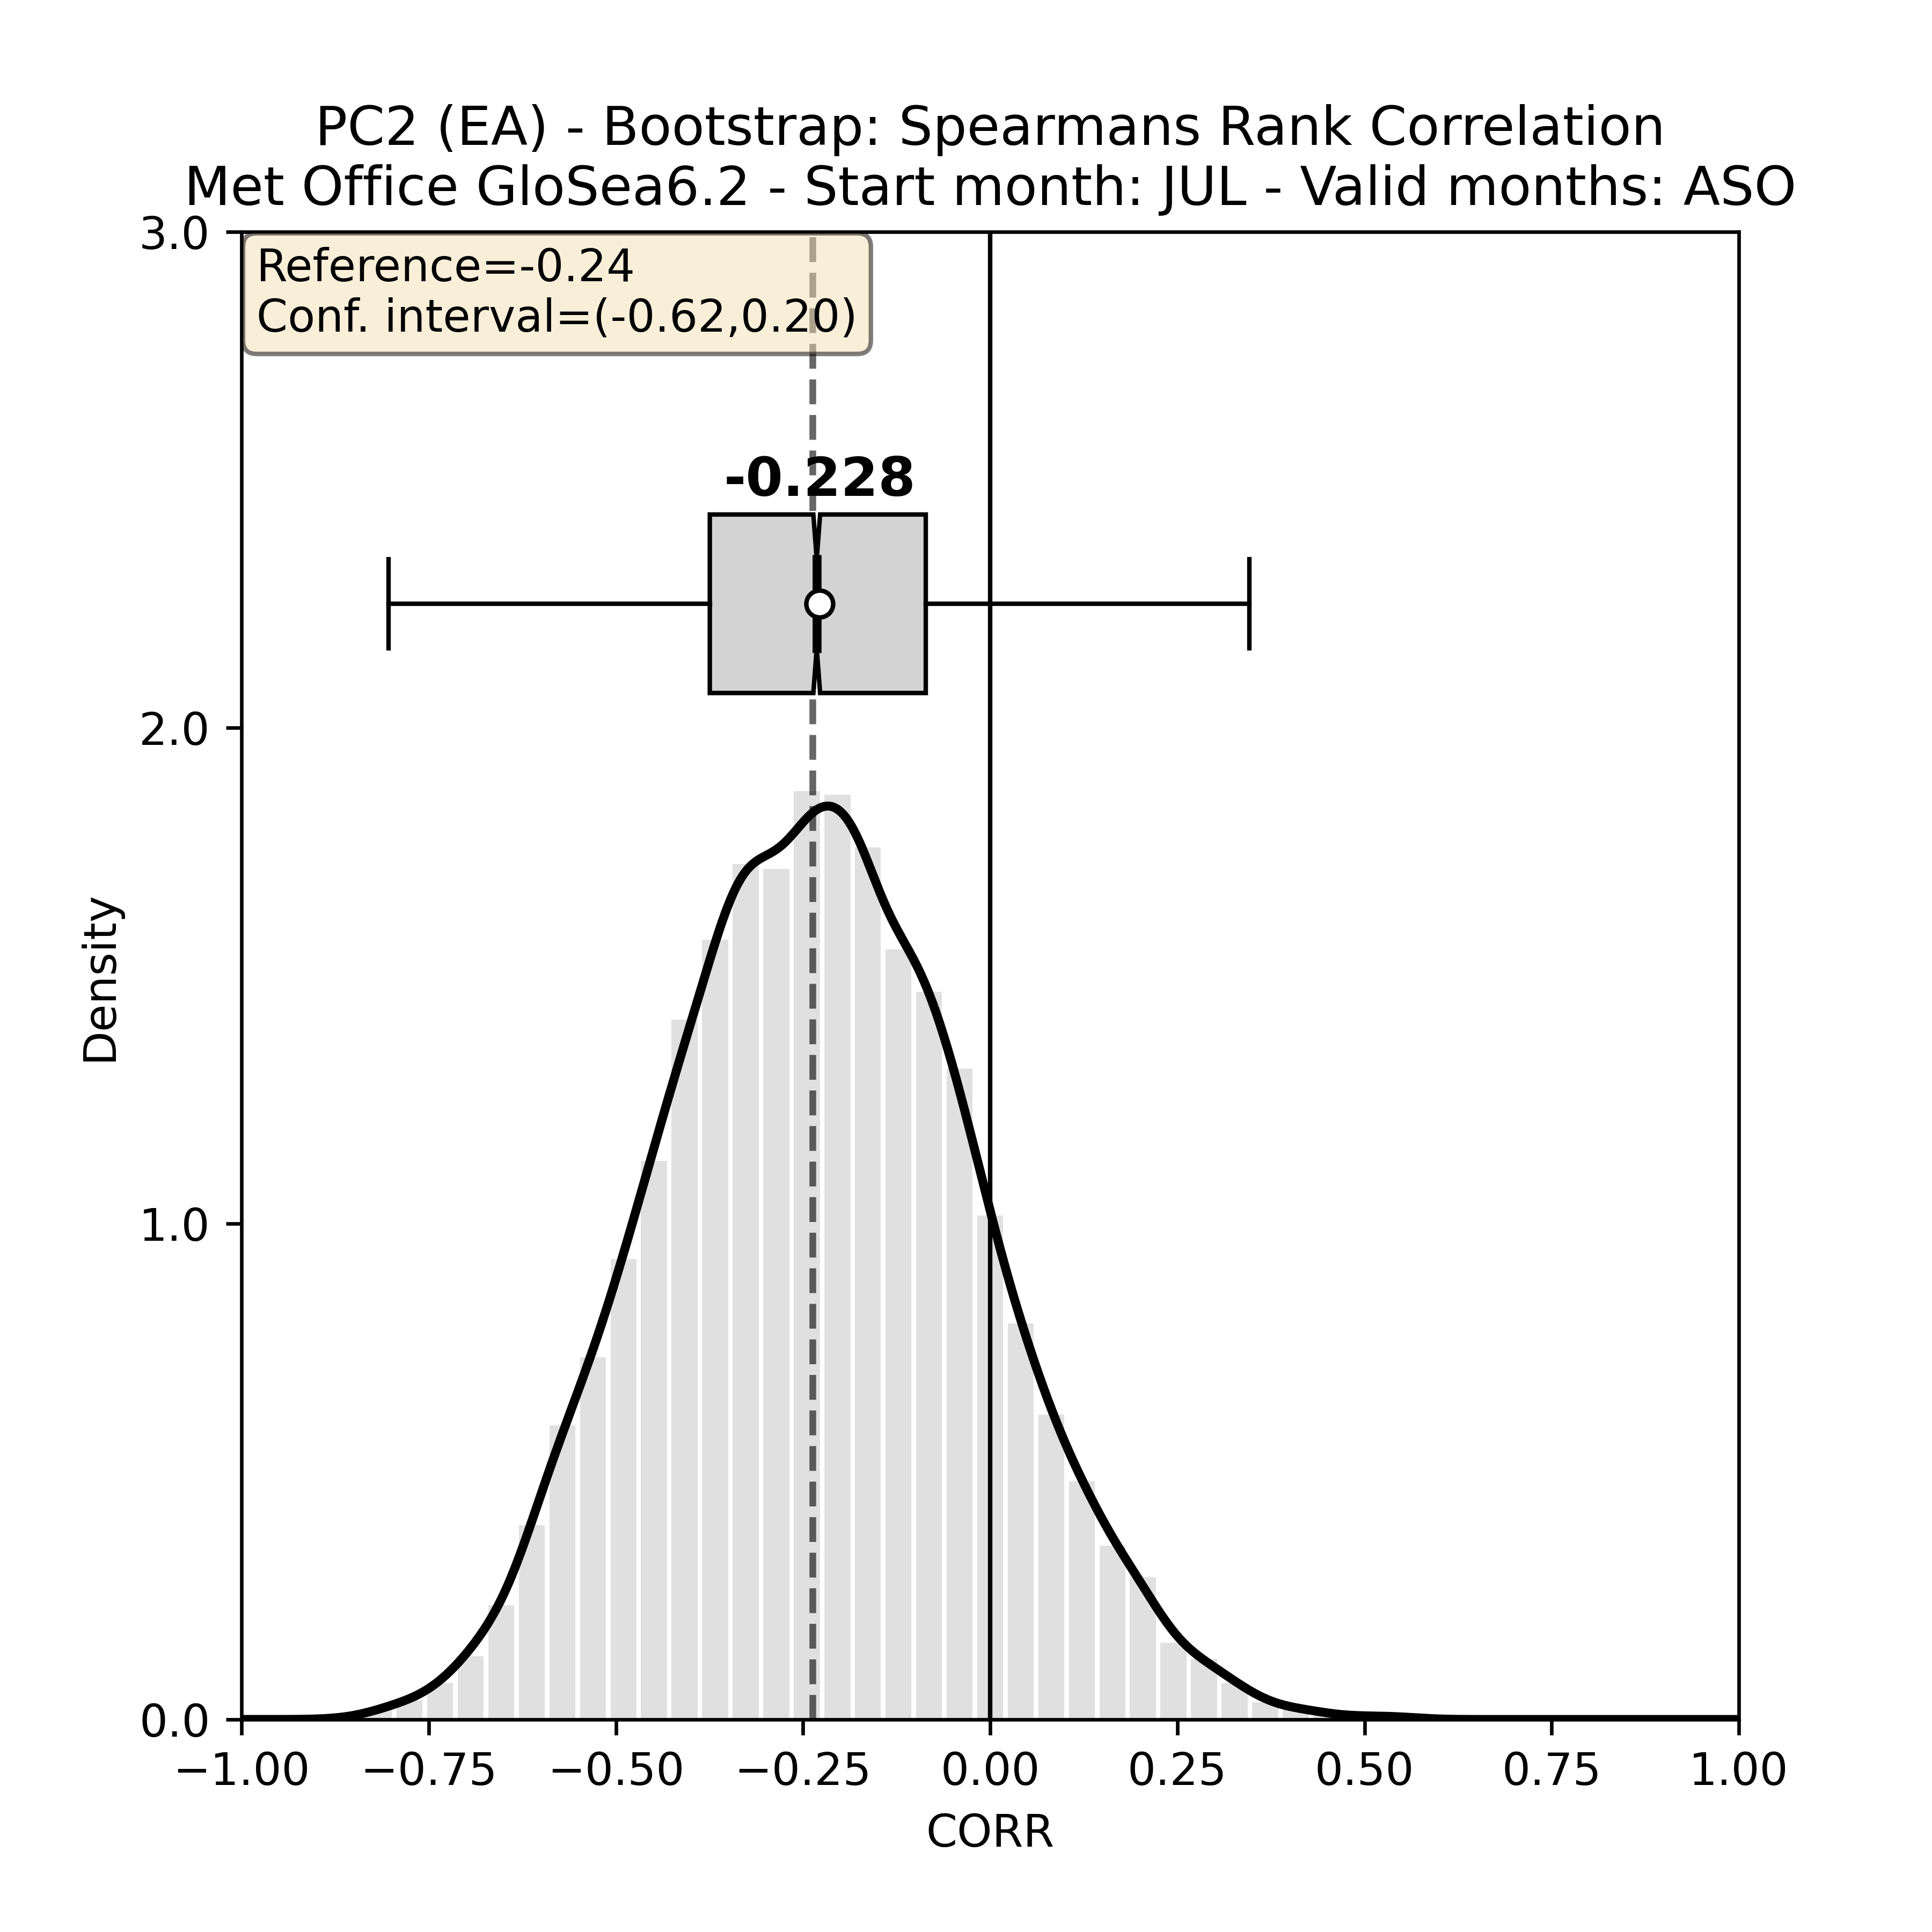 PC2 (EA) - Bootstrap: Spearmans Rank Correlation
Met Office GloSea6.2 - Start month: JUL - Valid months: ASO
Reference=-0.24
Conf. interval=(-0.62,0.20)
-0.228
3.0
2.0
1.0
0.0
Density
−1.00 −0.75 −0.50 −0.25 0.00 0.25 0.50 0.75 1.00
CORR